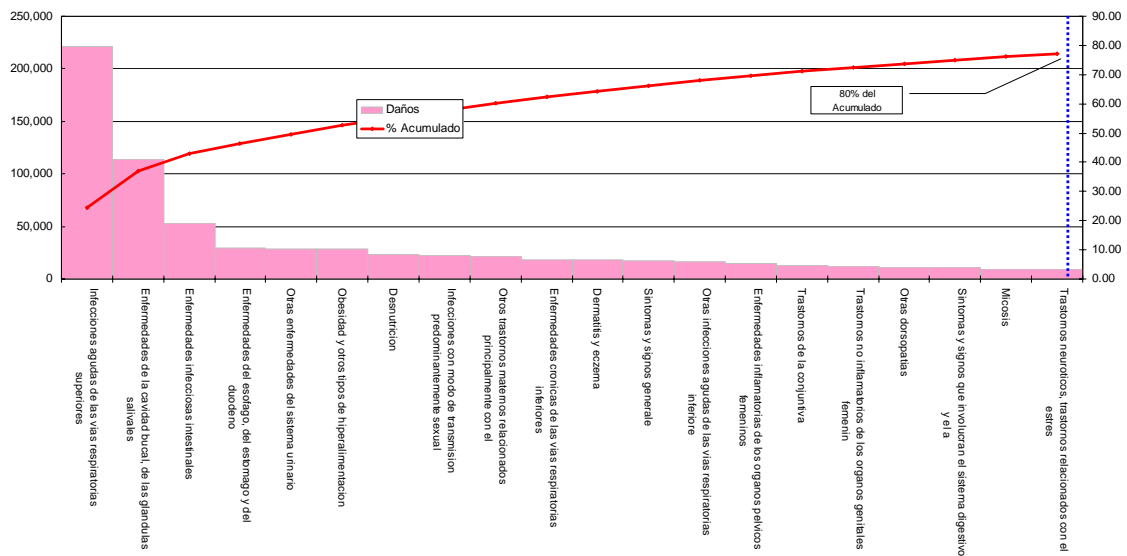 250,000
200,000
150,000
100,000
50,000
0
90.00
80.00
70.00
60.00
50.00
40.00
30.00
20.00
10.00
0.00
Daños
% Acumulado
80% del
Acumulado
Infecciones agudas de las vias respiratorias
superiores
Enfermedades de la cavidad bucal, de las glandulas
salivales
Enfermedades infecciosas intestinales
Enfermedades del esofago, del estomago y del
duodeno
Otras enfermedades del sistema urinario
Obesidad y otros tipos de hiperalimentacion
Desnutricion
Infecciones con modo de transmision
predominantemente sexual
Otros trastornos maternos relacionados
principalmente con el
Enfermedades cronicas de las vias respiratorias
inferiores
Dermatitis y eczema
Sintomas y signos generale
Otras infecciones agudas de las vias respiratorias
inferiore
Enfermedades inflamatorias de los organos pelvicos
femeninos
Trastornos de la conjuntiva
Trastornos no inflamatorios de los organos genitales
femenin
Otras dorsopatias
Sintomas y signos que involucran el sistema digestivo
y el a
Micosis
Trastornos neuroticos, trastornos relacionados con el
estres